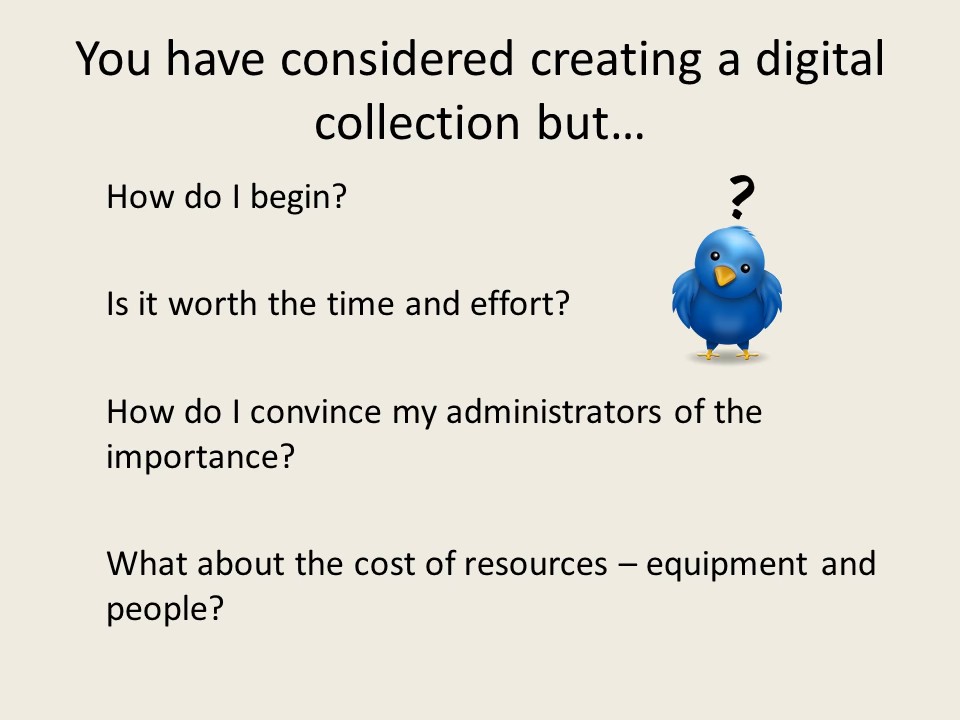 You have considered creating a digital
collection but…
How do I begin?
?
Is it worth the time and effort?
How do I convince my administrators of the
importance?
What about the cost of resources – equipment and
people?